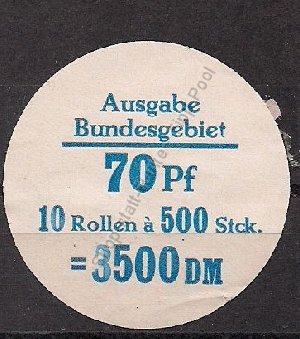 Ausgabe
Bundesgebiet
70 Pf
10 Rollen à 500 Stck.
= 3500 DM